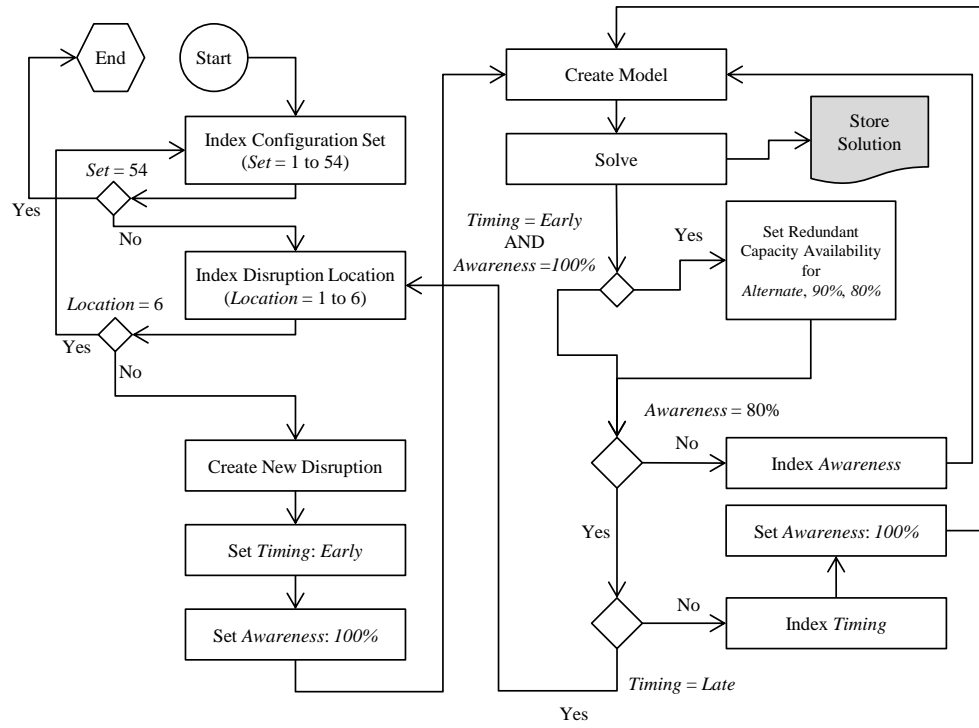 End
Start
Index Configuration Set
(Set = 1 to 54)
Set = 54
Yes
No
Index Disruption Location
(Location = 1 to 6)
Location = 6
Yes
No
Create New Disruption
Set Timing: Early
Set Awareness: 100%
Create Model
Solve
Store
Solution
Timing = Early
AND
Awareness =100%
Yes
Set Redundant
Capacity Availability
for
Alternate, 90%, 80%
Awareness = 80%
No
Index Awareness
Yes
Set Awareness: 100%
No
Index Timing
Timing = Late
Yes